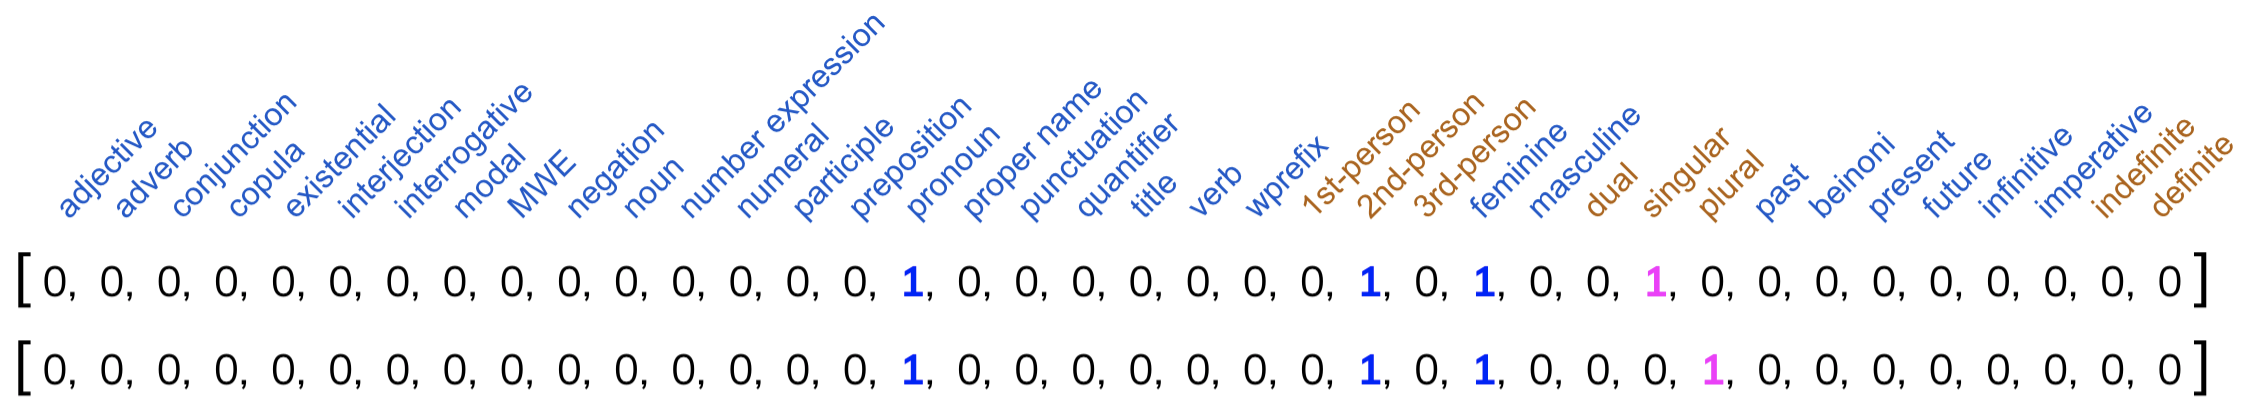 adjective
adverb
conjunction
copula
existential
interjection
interrogative
modal
MWE
negation
noun
number expression
numeral
participle
preposition
pronoun
proper name
punctuation
quantifier
title
verb
wprefix
1st-person
2nd-person
3rd-person
feminine
masculine
dual
singular
plural
past
beinoni
present
future
infinitive
imperative
indefinite
definite
[0, 0, 0, 0, 0, 0, 0, 0, 0, 0, 0, 0, 0, 0, 0, 1, 0, 0, 0, 0, 0, 0, 0, 1, 0, 1, 0, 0, 1, 0, 0, 0, 0, 0, 0, 0, 0, 0]
[0, 0, 0, 0, 0, 0, 0, 0, 0, 0, 0, 0, 0, 0, 0, 1, 0, 0, 0, 0, 0, 0, 0, 1, 0, 1, 0, 0, 0, 1, 0, 0, 0, 0, 0, 0, 0, 0]